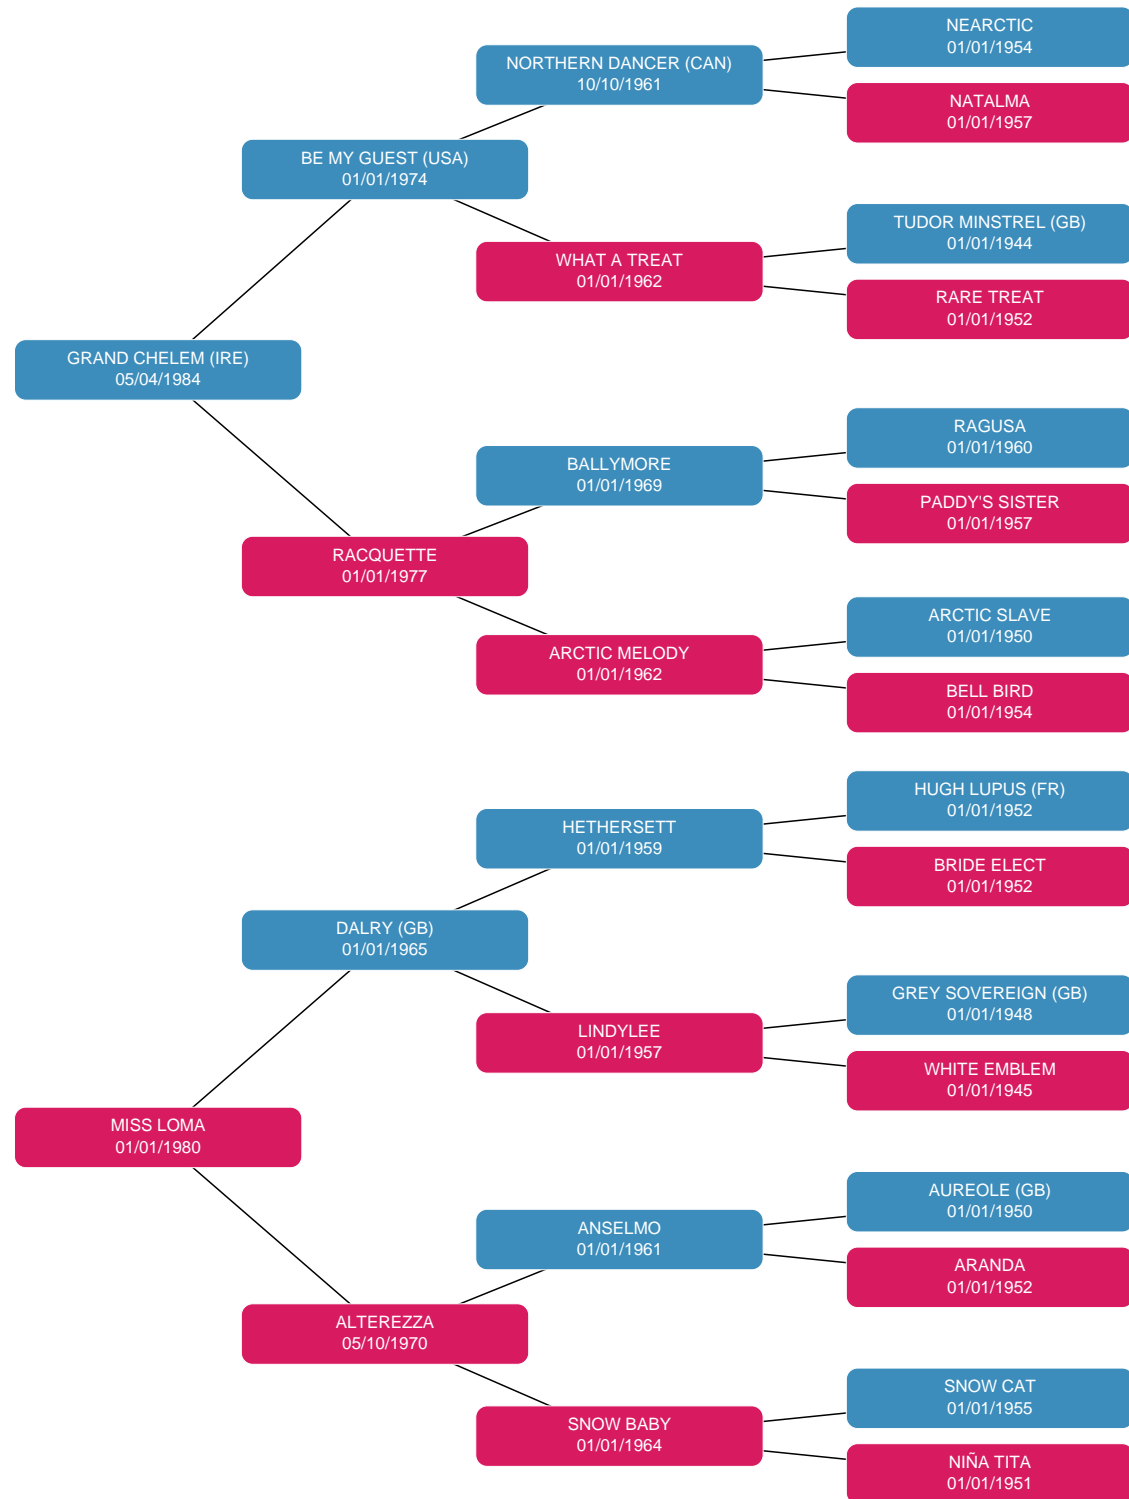 NEARCTIC
01/01/1954
NORTHERN DANCER (CAN)
10/10/1961
NATALMA
01/01/1957
BE MY GUEST (USA)
01/01/1974
TUDOR MINSTREL (GB)
01/01/1944
WHAT A TREAT
01/01/1962
RARE TREAT
01/01/1952
GRAND CHELEM (IRE)
05/04/1984
RAGUSA
01/01/1960
BALLYMORE
01/01/1969
PADDY'S SISTER
01/01/1957
RACQUETTE
01/01/1977
ARCTIC SLAVE
01/01/1950
ARCTIC MELODY
01/01/1962
BELL BIRD
01/01/1954
HUGH LUPUS (FR)
01/01/1952
HETHERSETT
01/01/1959
BRIDE ELECT
01/01/1952
DALRY (GB)
01/01/1965
GREY SOVEREIGN (GB)
01/01/1948
LINDYLEE
01/01/1957
WHITE EMBLEM
01/01/1945
MISS LOMA
01/01/1980
AUREOLE (GB)
01/01/1950
ANSELMO
01/01/1961
ARANDA
01/01/1952
ALTEREZZA
05/10/1970
SNOW CAT
01/01/1955
SNOW BABY
01/01/1964
NIÑA TITA
01/01/1951